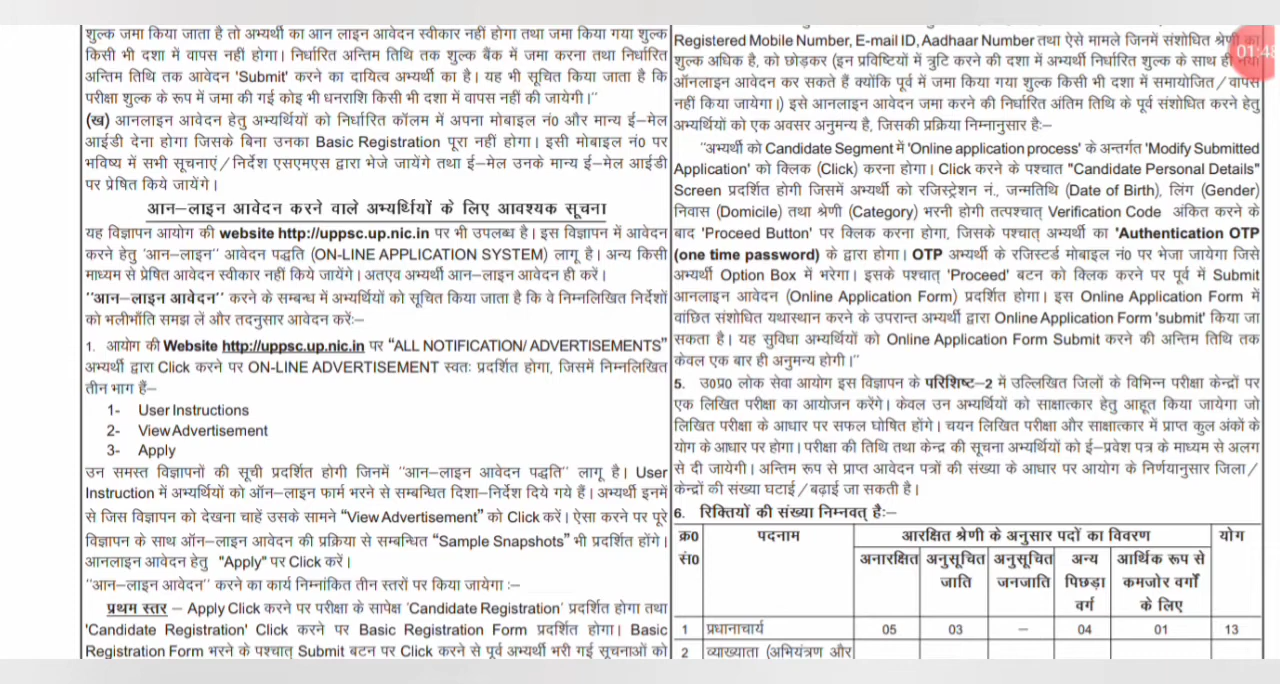 शुल्क जमा किया जाता है तो अभ्यर्थी का आन लाइन आवेदन स्वीकार नहीं होगा तथा जमा किया गया शुल्क
किसी भी दशा में वापस नहीं होगा। निर्धारित अन्तिम तिथि तक शुल्क बैंक में जमा करना तथा निर्धारित
अन्तिम तिथि तक आवेदन 'Submit' करने का दायित्व अभ्यर्थी का है। यह भी सूचित किया जाता है कि
परीक्षा शुल्क के रूप में जमा की गई कोइ भी धनराशि किसी भी दशा में वापस नहीं की जायेगी।"
(ख) आनलाइन आवेदन हेतु अभ्यर्थियों को निर्धारित कॉलम में अपना मोबाइल नं0 और मान्य ई–मेल
आईडी देना होगा जिसके बिना उनका Basic Registration पूरा नहीं होगा। इसी मोबाइल नं0 पर
भविष्य में सभी सूचनाएं/निर्देश एसएमएस द्वारा भेजे जायेंगे तथा ई–मेल उनके मान्य ई–मेल आईडी
पर प्रेषित किये जायेंगे।
आन–लाइन आवेदन करने वाले अभ्यर्थिर्यों के लिए आवश्यक सूचना
यह विज्ञापन आयोग की website http://uppsc.up.nic.in पर भी उपलब्ध है। इस विज्ञापन में आवेदन
करने हेतु 'आन–लाइन" आवेदन पद्धति (ON-LINE APPLICATION SYSTEM) लागू है। अन्य किसी
माध्यम से प्रेषित आवेदन स्वीकार नहीं किये जायेंगे। अतएव अभ्यर्थी आन–लाइन आवेदन ही करें।
"आन–लाइन आवेदन" करने के सम्बन्ध में अभ्यर्थियों को सूचित किया जाता है कि वे निम्नलिखित निर्देशों
को भलीभाँति समझ लें और तदनुसार आवेदन करें:–
1. आयोग की Website http://uppsc.up.nic.in पर "ALL NOTIFICATION/ ADVERTISEMENTS"
अभ्यर्थी द्वारा Click करने पर ON-LINE ADVERTISEMENT स्वतः प्रदर्शित होगा, जिसमें निम्नलिखित
तीन भाग हैं–
1- User Instructions
2- View Advertisement
3- Apply
उन समस्त विज्ञापनों की सूची प्रदर्शित होगी जिनमें "आन–लाइन आवेदन पद्धति" लागू है। User
Instruction में अभ्यर्थियों को ऑन–लाइन फार्म भरने से सम्बन्धित दिशा–निर्देश दिये गये हैं। अभ्यर्थी इनमें
से जिस विज्ञापन को देखना चाहें उसके सामने "View Advertisement" को Click करें। ऐसा करने पर पूरे
विज्ञापन के साथ ऑन–लाइन आवेदन की प्रक्रिया से सम्बन्धित "Sample Snapshots" भी प्रदर्शित होंगे।
आनलाइन आवेदन हेतु "Apply" पर Click करें।
"आन–लाइन आवेदन" करने का कार्य निम्नांकित तीन स्तरों पर किया जायेगा :–
प्रथम स्तर – Apply Click करने पर परीक्षा के सापेक्ष 'Candidate Registration' प्रदर्शित होगा तथा
'Candidate Registration' Click करने पर Basic Registration Form प्रदर्शित होगा। Basic
Registration Form भरने के पश्चात् Submit बटन पर Click करने से पूर्व अभ्यर्थी भरी गई सूचनाओं को
Registered Mobile Number, E-mail ID, Aadhaar Number तथा ऐसे मामले जिनमें संशोधित श्रेणी का
शुल्क अधिक है, को छोड़कर (इन प्रविष्टियों में त्रुटि करने की दशा में अभ्यर्थी निर्धारित शुल्क के साथ ही नया
ऑनलाइन आवेदन कर सकते हैं क्योंकि पूर्व में जमा किया गया शुल्क किसी भी दशा में समायोजित/वापस
नहीं किया जायेगा।) इसे आनलाइन आवेदन जमा करने की निर्धारित अंतिम तिथि के पूर्व संशोधित करने हेतु
अभ्यर्थियों को एक अवसर अनुमन्य है, जिसकी प्रक्रिया निम्नानुसार है:–
"अभ्यर्थी को Candidate Segment में 'Online application process' के अन्तर्गत 'Modify Submitted
Application' को क्लिक (Click) करना होगा। Click करने के पश्चात "Candidate Personal Details"
Screen प्रदर्शित होगी जिसमें अभ्यर्थी को रजिस्ट्रेशन नं., जन्मतिथि (Date of Birth), लिंग (Gender)
निवास (Domicile) तथा श्रेणी (Category) भरनी होगी तत्पश्चात् Verification Code अंकित करने के
बाद 'Proceed Button' पर क्लिक करना होगा, जिसके पश्चात् अभ्यर्थी का 'Authentication OTP
(one time password) के द्वारा होगा। OTP अभ्यर्थी के रजिस्टर्ड मोबाइल नं0 पर भेजा जायेगा जिसे
अभ्यर्थी Option Box में भरेगा। इसके पश्चात् 'Proceed' बटन को क्लिक करने पर पूर्व में Submit
आनलाइन आवेदन (Online Application Form) प्रदर्शित होगा। इस Online Application Form में
वांछित संशोधित यथास्थान करने के उपरान्त अभ्यर्थी द्वारा Online Application Form 'submit' किया जा
सकता है। यह सुविधा अभ्यर्थियों को Online Application Form Submit करने की अन्तिम तिथि तक
केवल एक बार ही अनुमन्य होगी।"
5. उ0प्र0 लोक सेवा आयोग इस विज्ञापन के परिशिष्ट–2 में उल्लिखित जिलों के विभिन्न परीक्षा केन्द्रों पर
एक लिखित परीक्षा का आयोजन करेंगे। केवल उन अभ्यर्थियों को साक्षात्कार हेतु आहूत किया जायेगा जो
लिखित परीक्षा के आधार पर सफल घोषित होंगे। चयन लिखित परीक्षा और साक्षात्कार में प्राप्त कुल अंकों के
योग के आधार पर होगा। परीक्षा की तिथि तथा केन्द्र की सूचना अभ्यर्थियों को ई–प्रवेश पत्र के माध्यम से अलग
से दी जायेगी। अन्तिम रूप से प्राप्त आवेदन पत्रों की संख्या के आधार पर आयोग के निर्णयानुसार जिला/
केन्द्रों की संख्या घटाई/बढ़ाई जा सकती है।
6. रिक्तियों की संख्या निम्नवत् है:–
क्र0 पदनाम आरक्षित श्रेणी के अनुसार पदों का विवरण योग
सं0 अनारक्षित अनुसूचित अनुसूचित अन्य आर्थिक रूप से
जाति जनजाति पिछड़ा कमजोर वर्गों
वर्ग के लिए
1 प्रधानाचार्य 05 03 – 04 01 13
2 व्याख्याता (अभियंत्रण और
01:48